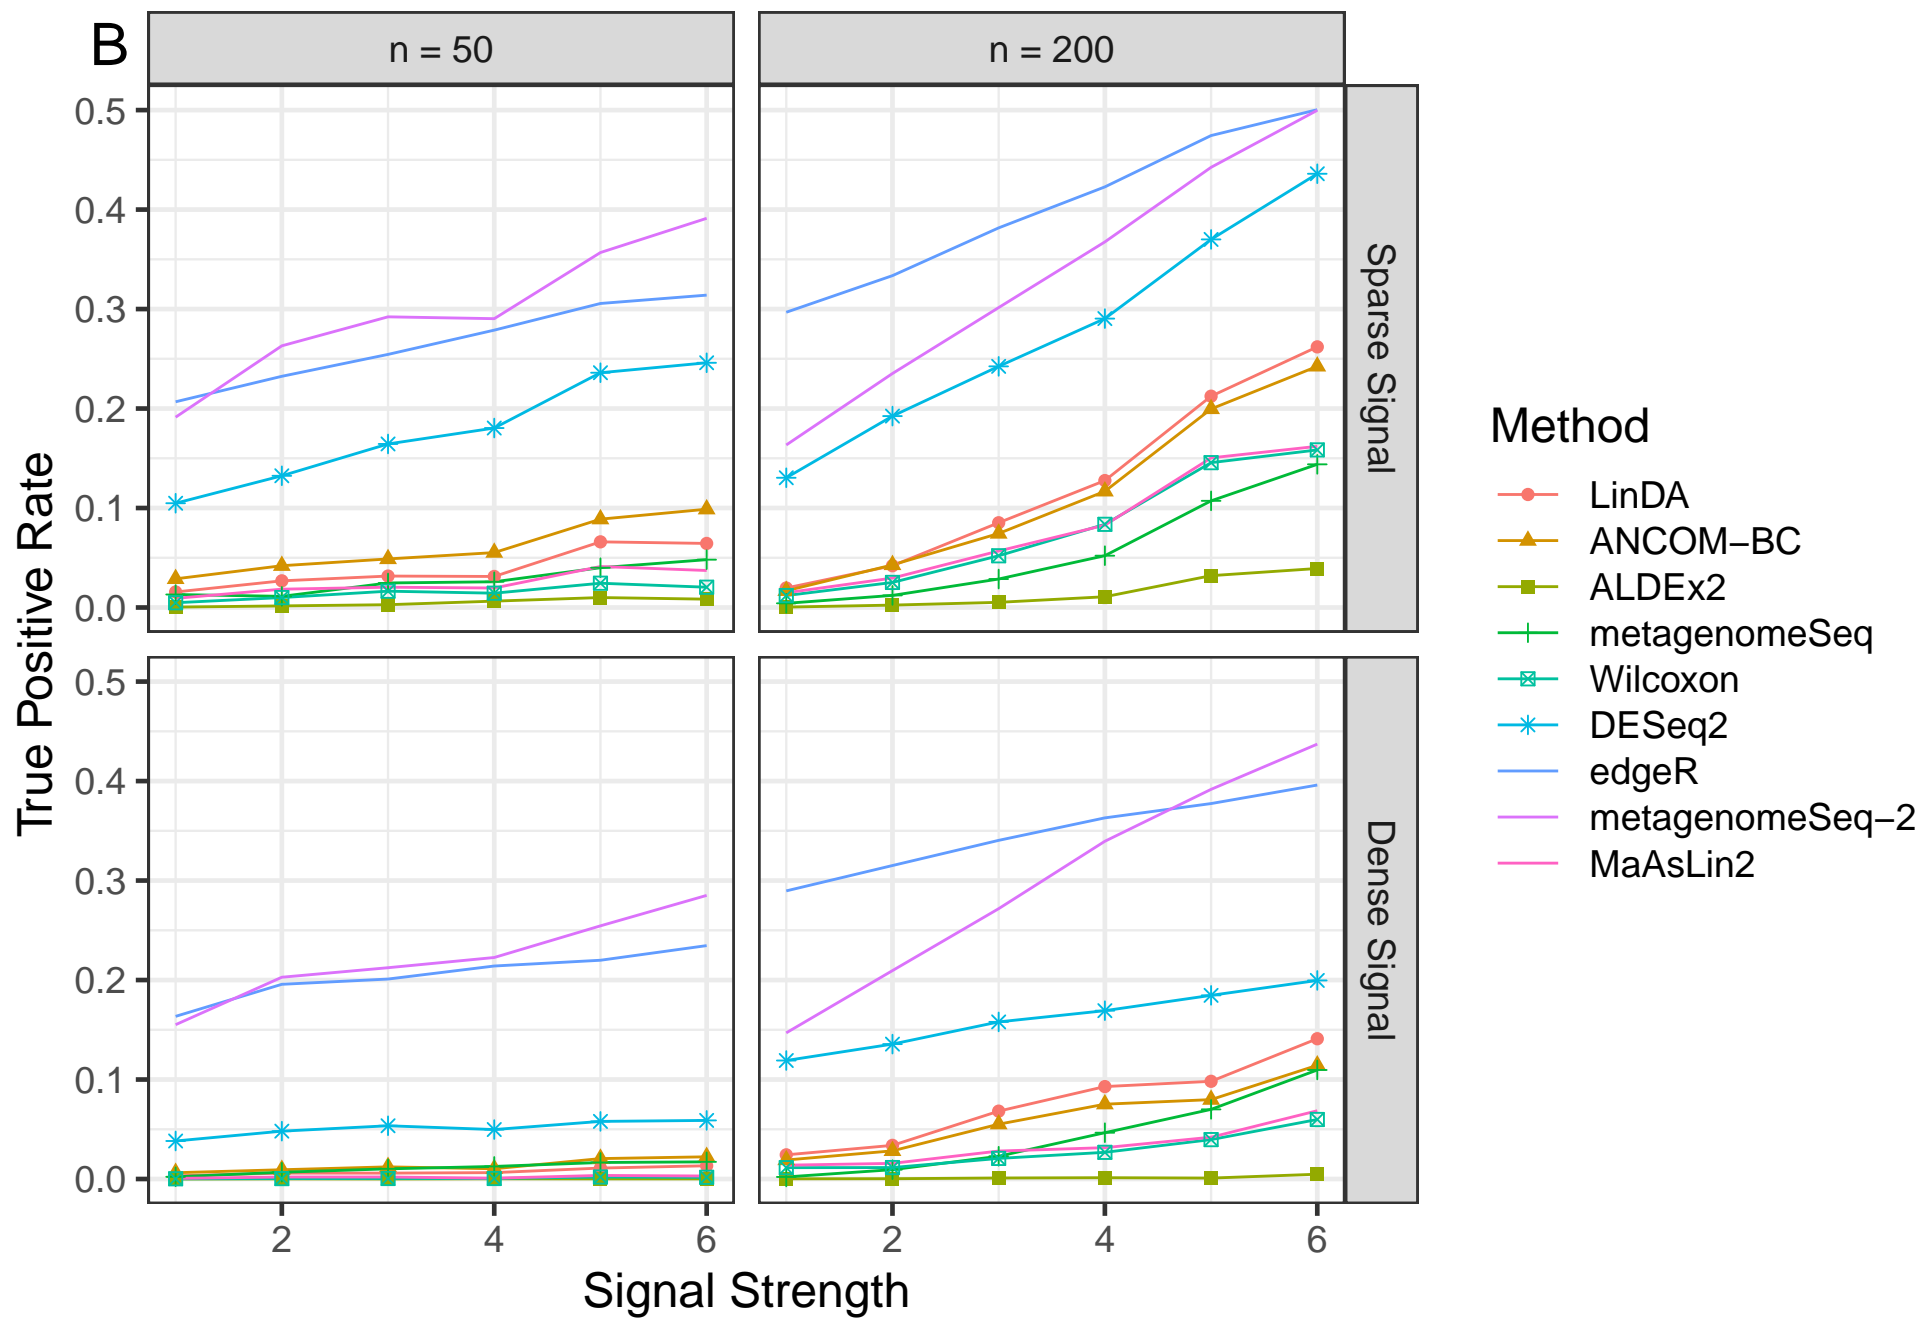 B
n = 50
n = 200
0.5
0.4
0.3
0.2
0.1
0.0
Sparse Signal
0.5
0.4
0.3
0.2
0.1
0.0
Dense Signal
True Positive Rate
2
4
6
2
4
6
Signal Strength
Method
LinDA
ANCOM−BC
ALDEx2
metagenomeSeq
Wilcoxon
DESeq2
edgeR
metagenomeSeq−2
MaAsLin2